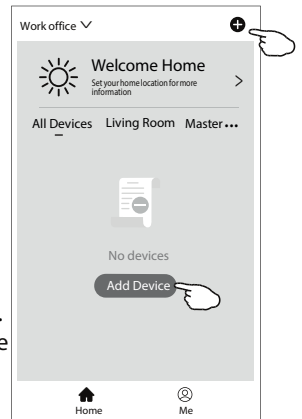 Work office
Welcome Home
Set your home location for more
information
All Devices Living Room Master •••
No devices
Add Device
Home Me